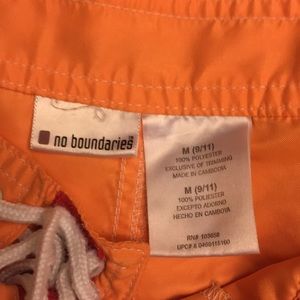 no boundaries
M (9/11)
100% POLYESTER
EXCLUSIVE OF TRIMMING
MADE IN CAMBODIA
M (9/11)
100% POLIESTER
EXCEPTO ADORNO
HECHO EN CAMBOYA
RN# 103658
UPC#